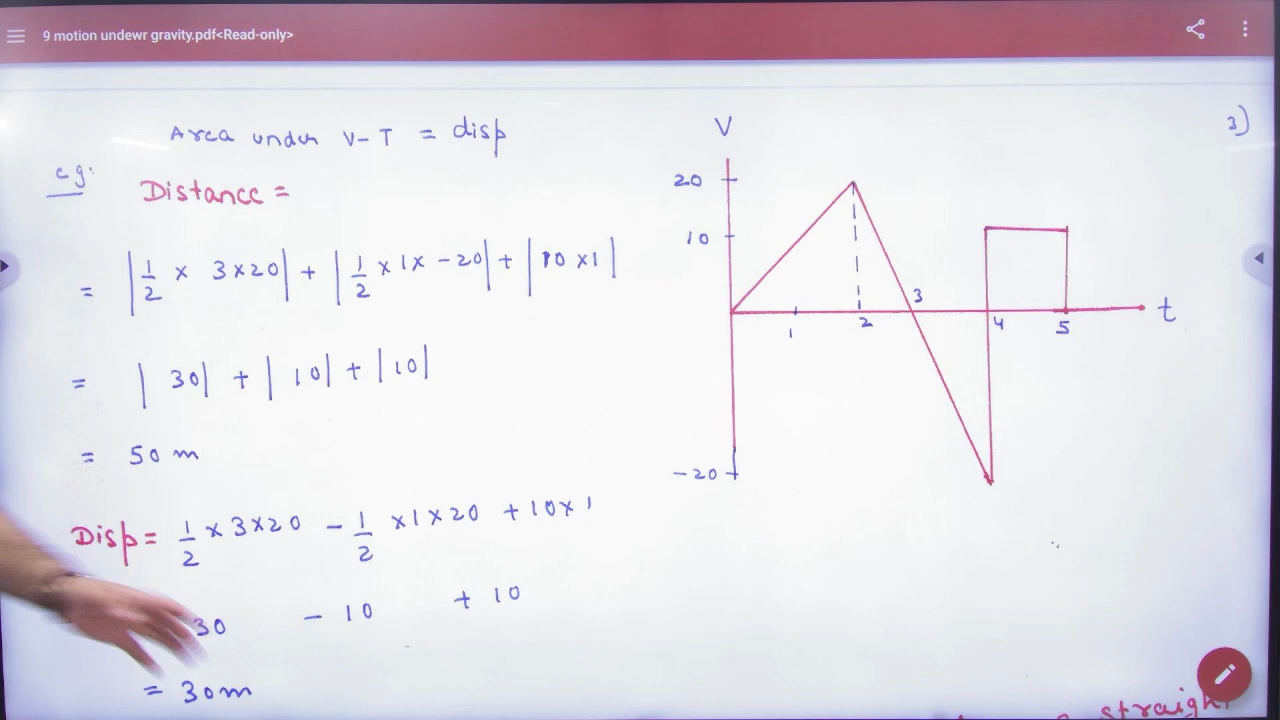 9 motion undewr gravity.pdf<Read-only>
Area under V-T = disp
3)
eg:
Distance =
= |1/2 × 3×20| + |1/2 × 1× -20| + |10 ×1|
= |30| + |10| + |10|
= 50 m
Disp = 1/2 × 3×20 - 1/2 ×1×20 + 10×1
30 - 10 + 10
= 30m
V
20
10
-20
1
2
3
4
5
t
straight